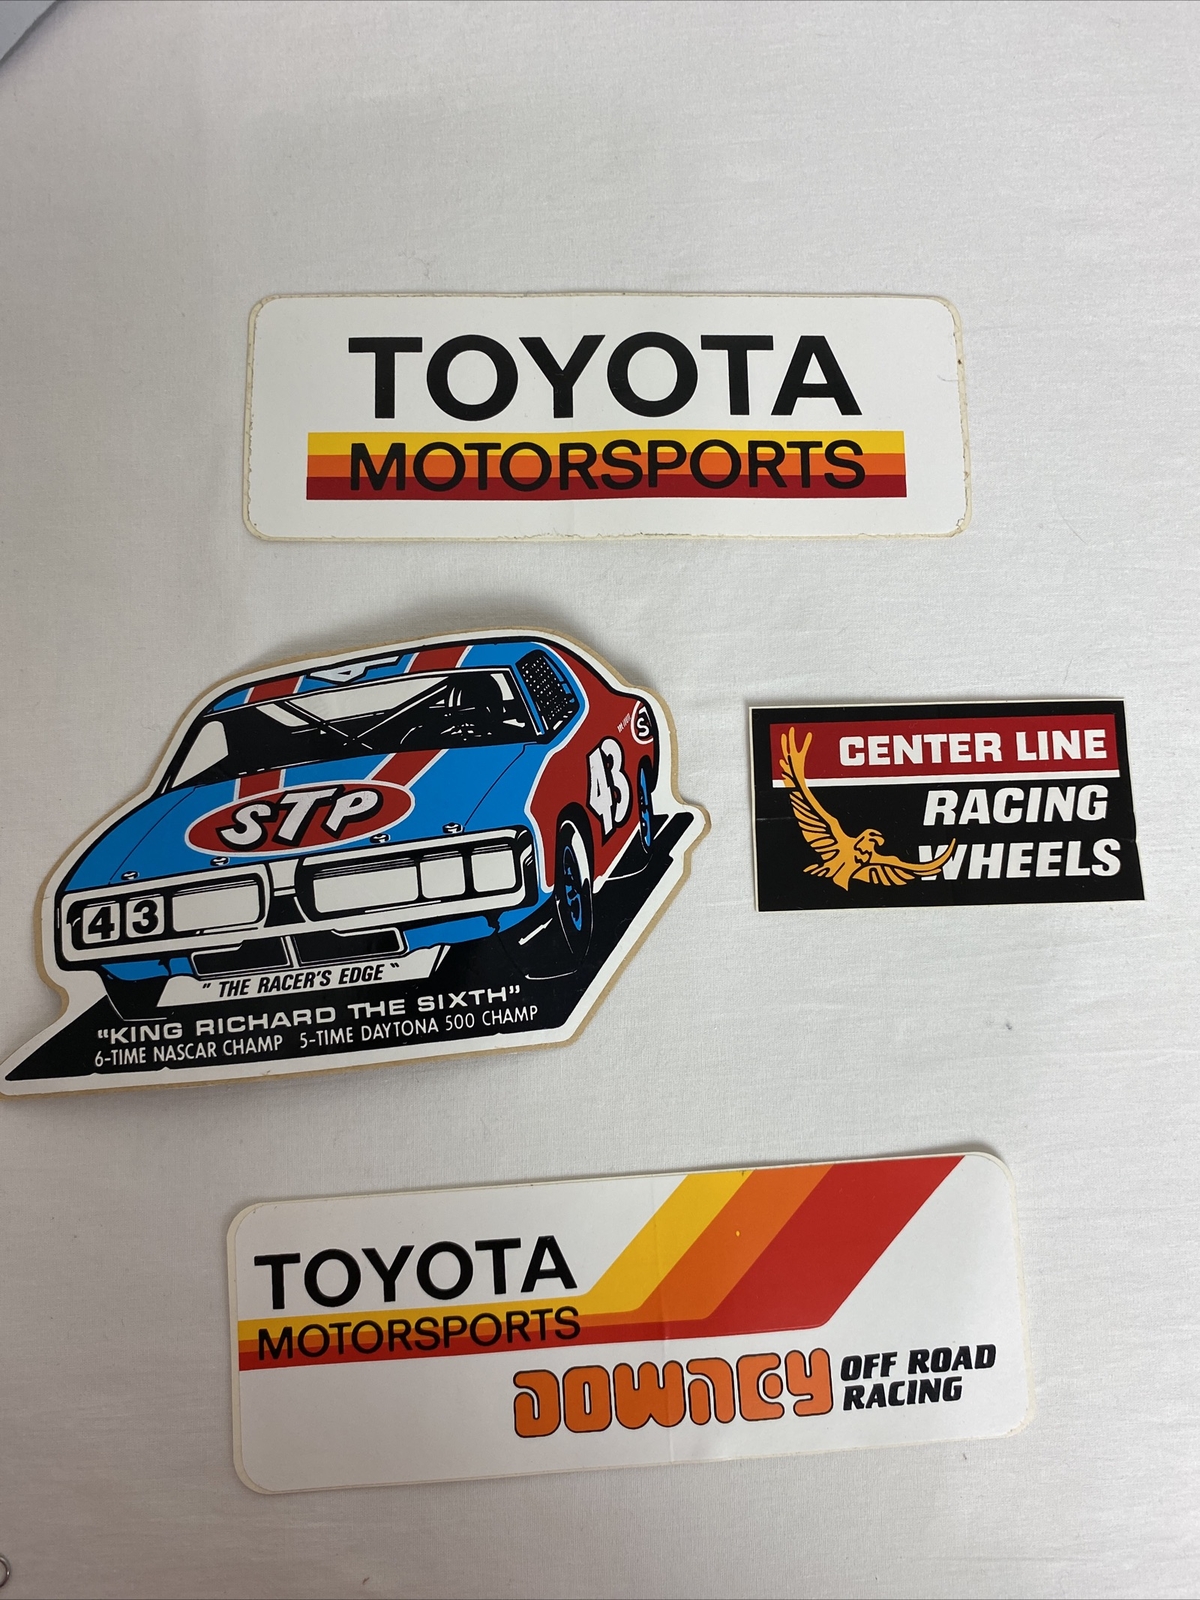 TOYOTA
MOTORSPORTS
STP
43
S
43
" THE RACER'S EDGE "
"KING RICHARD THE SIXTH"
6-TIME NASCAR CHAMP 5-TIME DAYTONA 500 CHAMP
CENTER LINE
RACING
WHEELS
TOYOTA
MOTORSPORTS
DOWNEY OFF ROAD
RACING